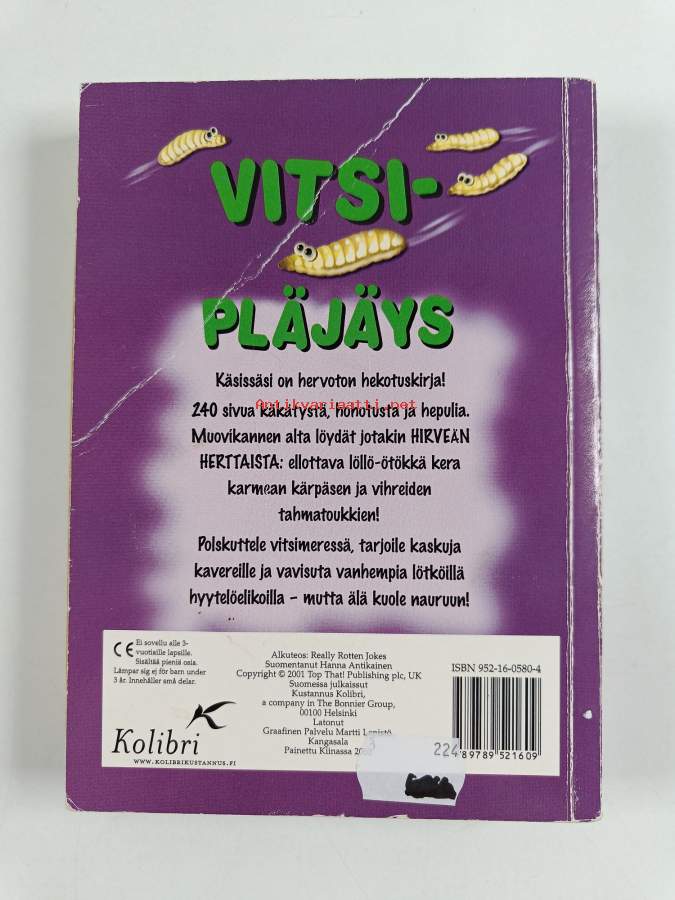 VITSI-
PLÄJÄYS
Käsissäsi on hervoton hekotuskirja!
240 sivua käkätystä, hohotusta ja hepulia.
Antikvariaatti.net
Muovikannen alta löydät jotakin HIRVEÄN
HERTTAISTA: ellottava löllö-ötökkä kera
karmean kärpäsen ja vihreiden
tahmatoukkien!
Polskuttele vitsimeressä, tarjoile kaskuja
kavereille ja vavisuta vanhempia lötköillä
hyytelöelikoilla – mutta älä kuole nauruun!
CE Ei sovellu alle 3-
vuotiaille lapsille.
Sisältää pieniä osia.
Lämpar sig ej för barn under
3 år. Innehåller små delar.
Kolibri
WWW.KOLIBRIKUSTANNUS.FI
Alkuteos: Really Rotten Jokes
Suomentanut Hanna Antikainen
Copyright © 2001 Top That! Publishing plc, UK
Suomessa julkaissut
Kustannus Kolibri,
a company in The Bonnier Group,
00100 Helsinki
Latonut
Graafinen Palvelu Martti Lepistö
Kangasala
Painettu Kiinassa
ISBN 952-16-0580-4
224
89789 521609